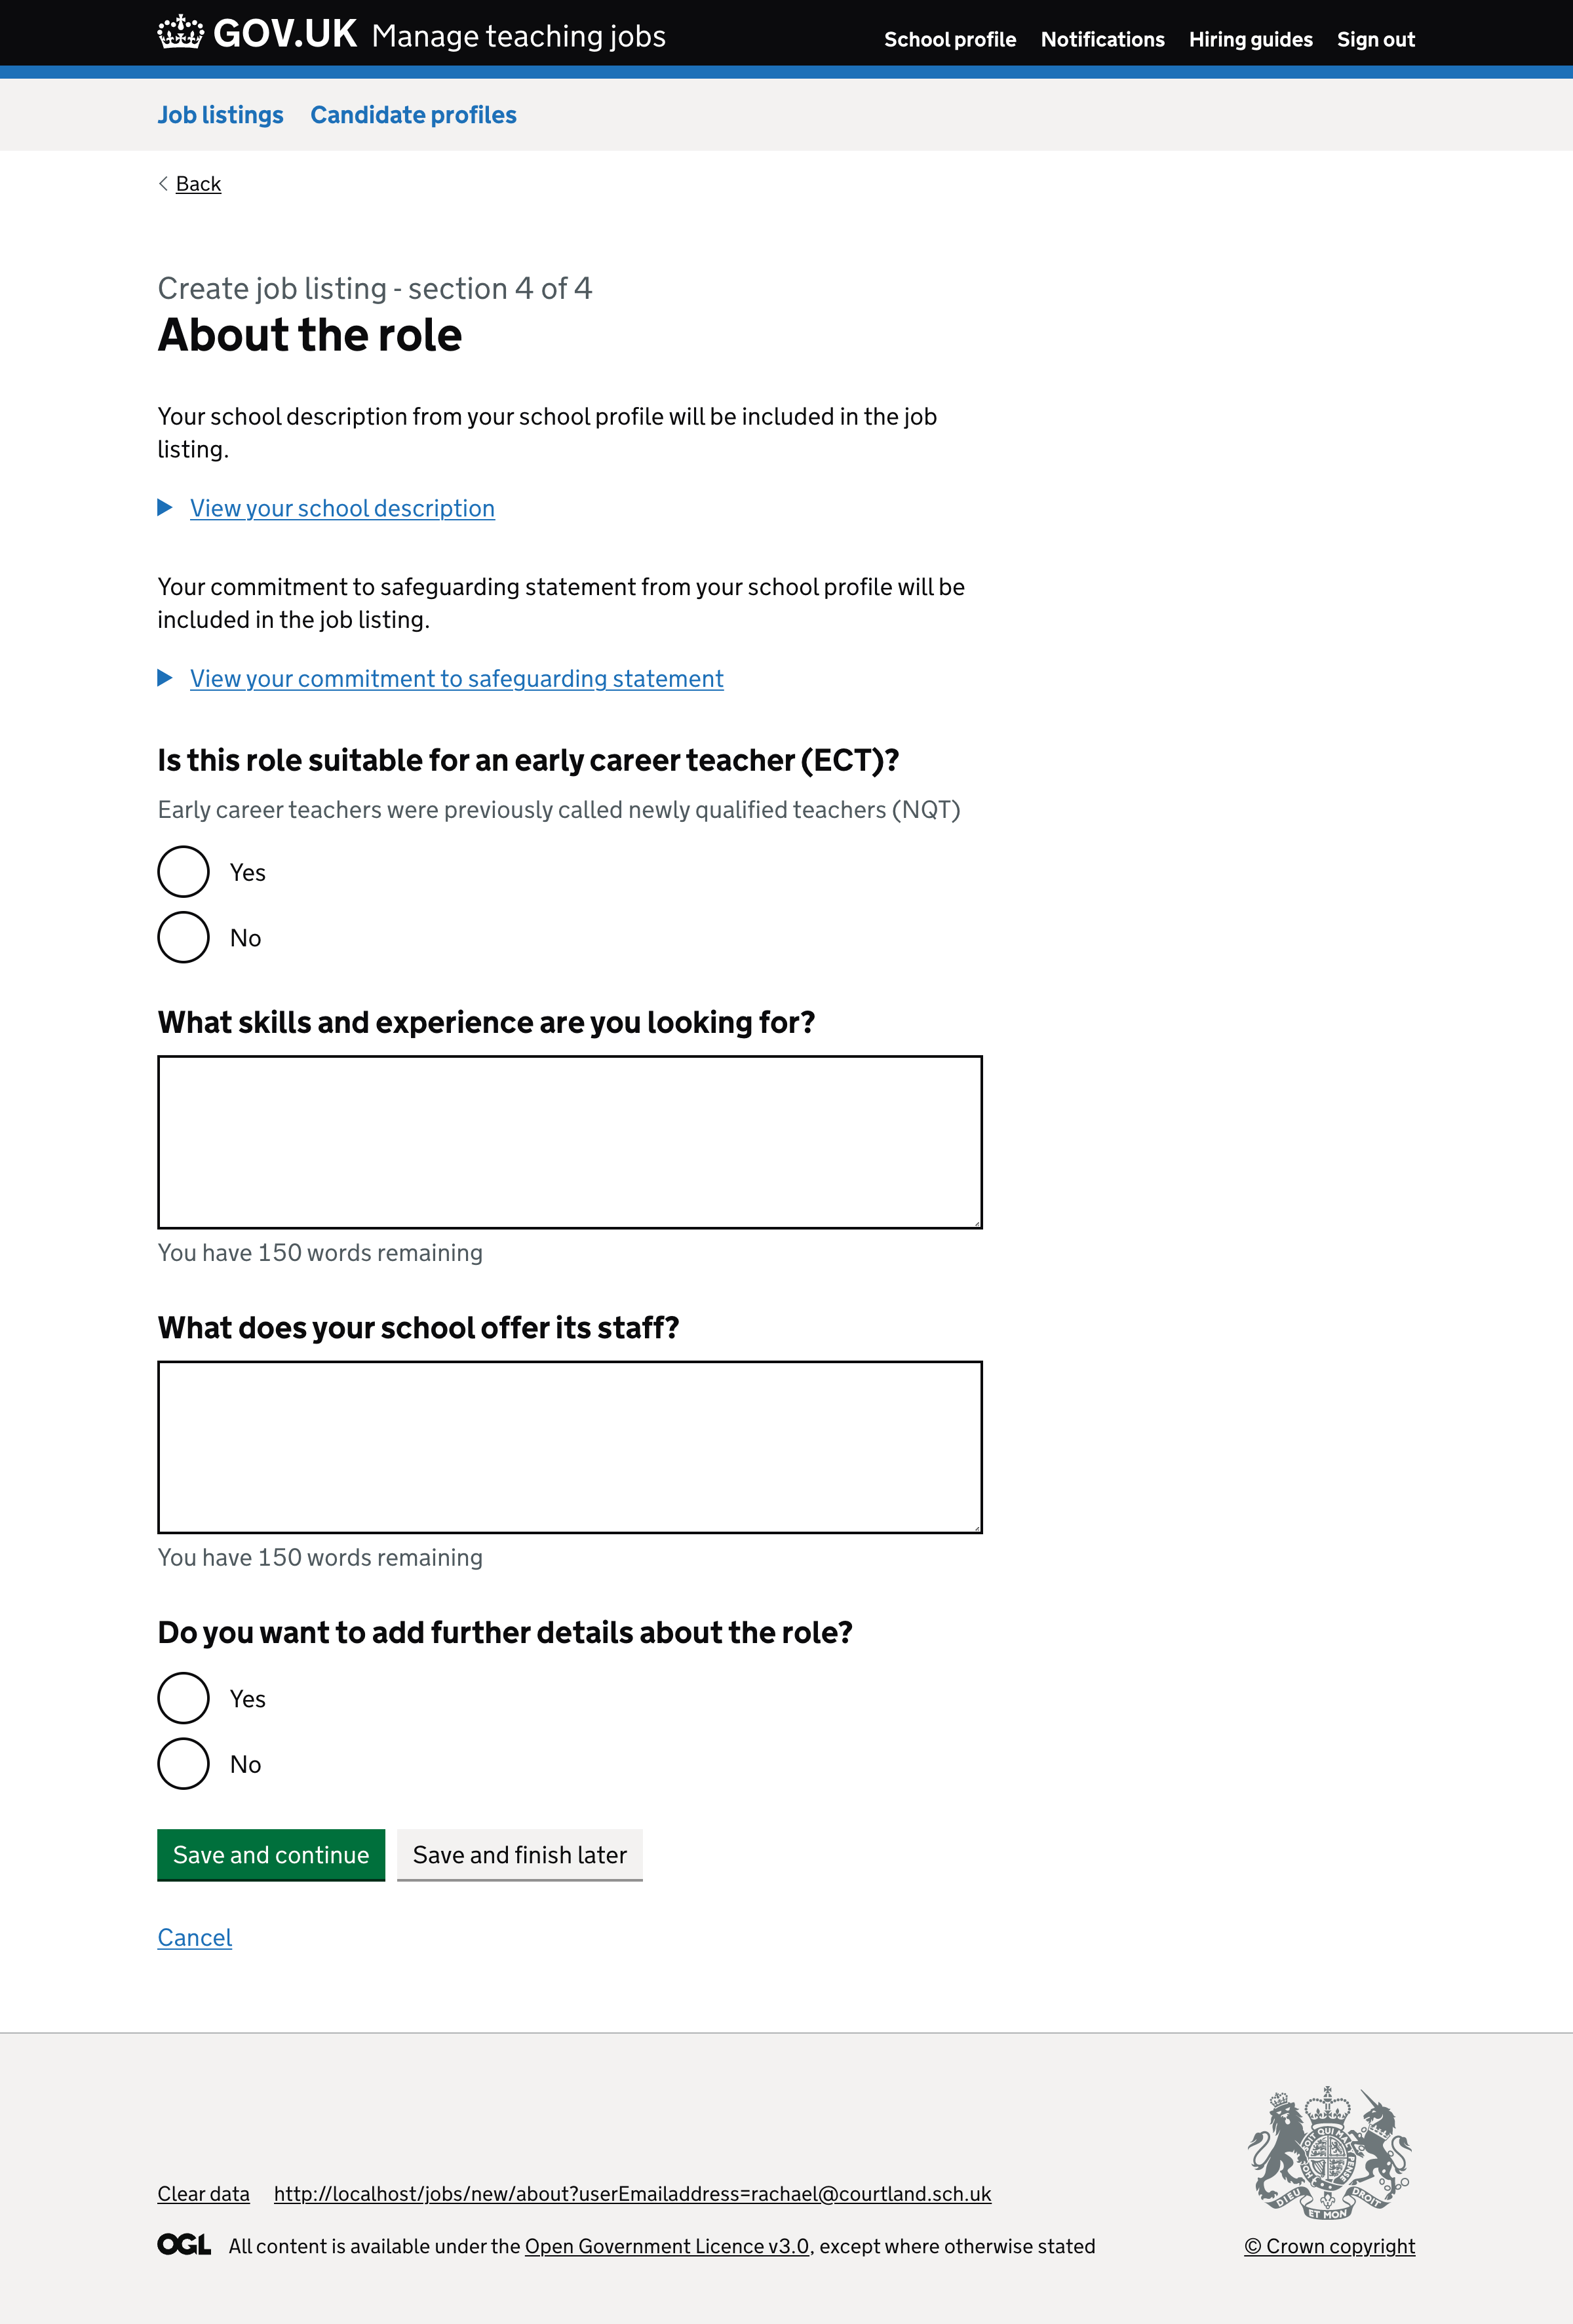 GOV.UK Manage teaching jobs
School profile Notifications Hiring guides Sign out
Job listings Candidate profiles
Back
Create job listing - section 4 of 4
About the role
Your school description from your school profile will be included in the job
listing.
View your school description
Your commitment to safeguarding statement from your school profile will be
included in the job listing.
View your commitment to safeguarding statement
Is this role suitable for an early career teacher (ECT)?
Early career teachers were previously called newly qualified teachers (NQT)
Yes
No
What skills and experience are you looking for?
You have 150 words remaining
What does your school offer its staff?
You have 150 words remaining
Do you want to add further details about the role?
Yes
No
Save and continue Save and finish later
Cancel
Clear data http://localhost/jobs/new/about?userEmailaddress=rachael@courtland.sch.uk
OGL All content is available under the Open Government Licence v3.0, except where otherwise stated
DIEU ET MON DROIT
© Crown copyright